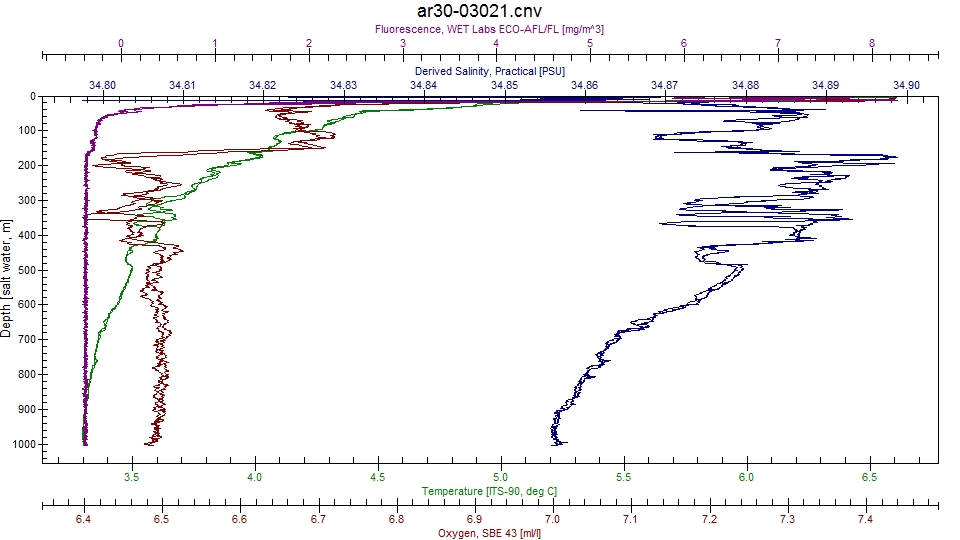 ar30-03021.cnv
Fluorescence, WET Labs ECO-AFL/FL [mg/m^3]
0 1 2 3 4 5 6 7 8
Derived Salinity, Practical [PSU]
34.80 34.81 34.82 34.83 34.84 34.85 34.86 34.87 34.88 34.89 34.90
0
100
200
300
400
500
600
700
800
900
1000
Depth [salt water, m]
3.5 4.0 4.5 5.0 5.5 6.0 6.5
Temperature [ITS-90, deg C]
6.4 6.5 6.6 6.7 6.8 6.9 7.0 7.1 7.2 7.3 7.4
Oxygen, SBE 43 [ml/l]